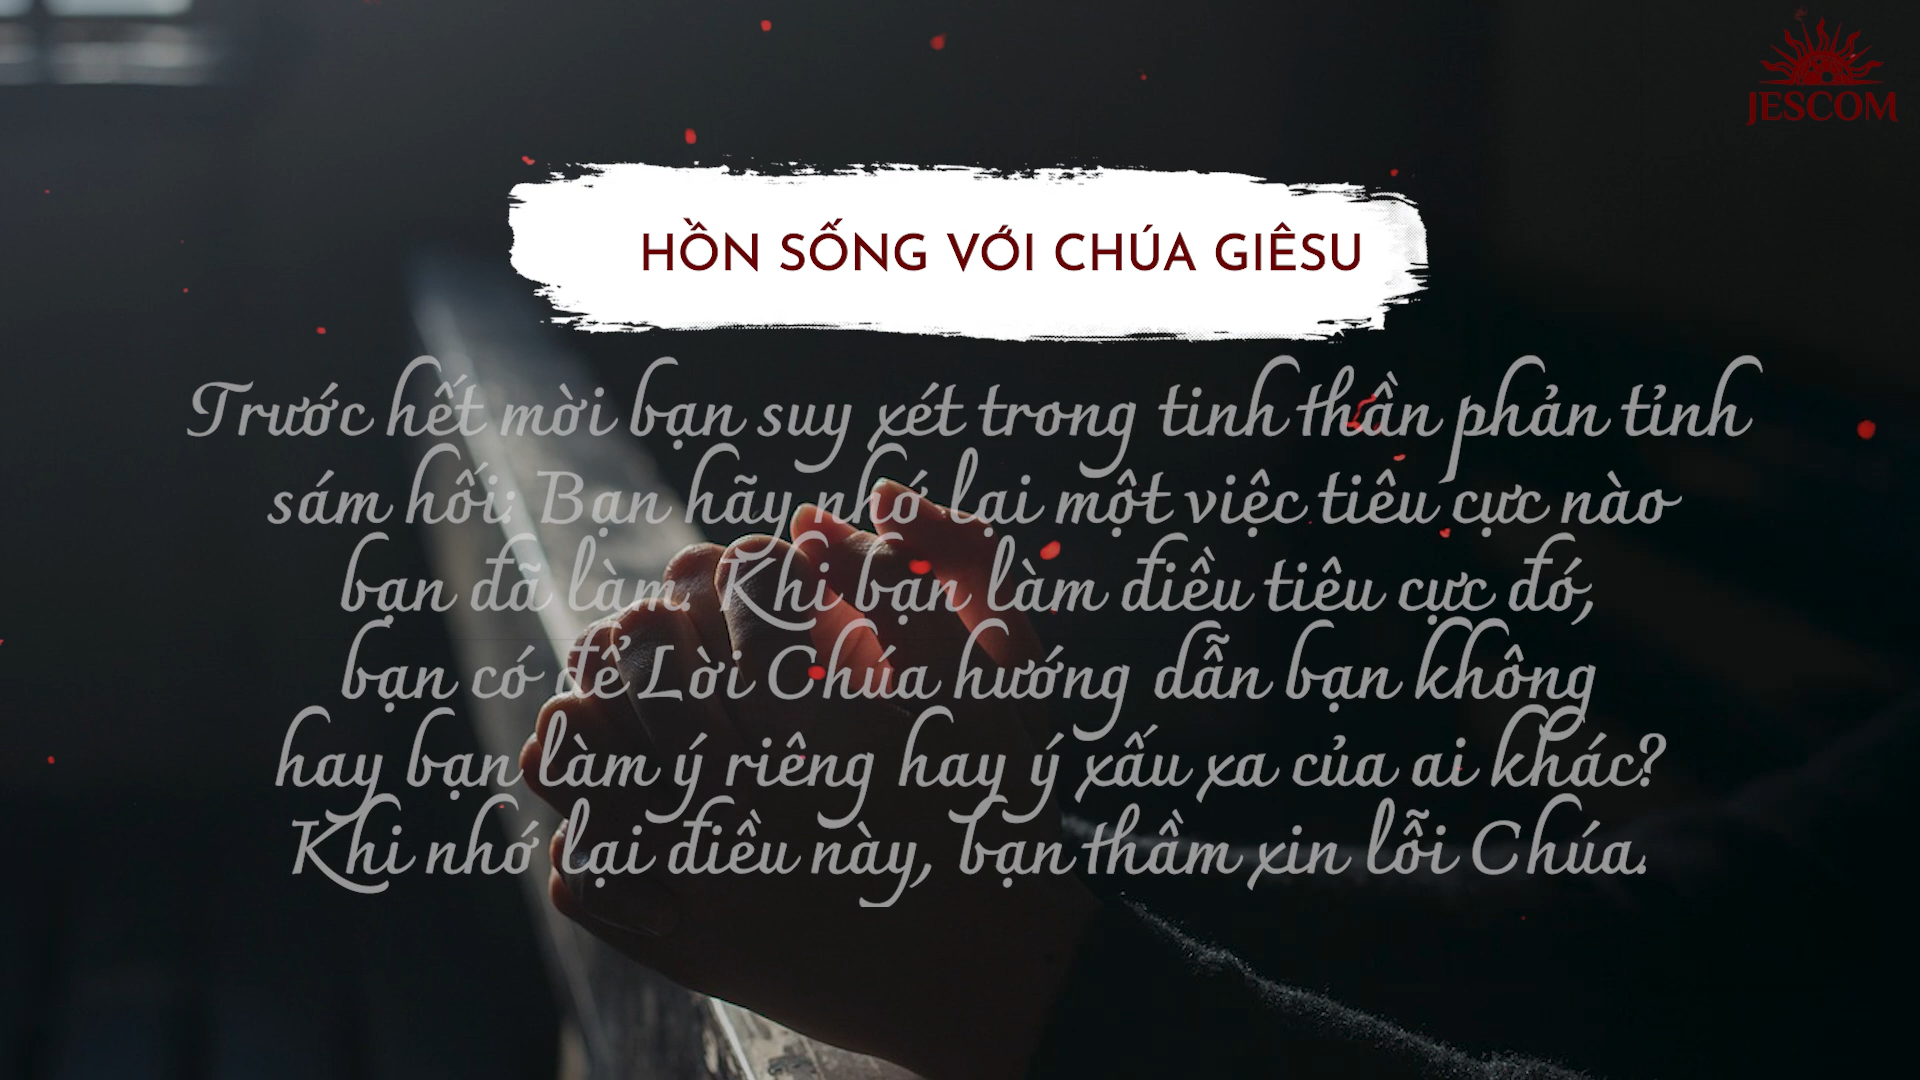 JESCOM
HỒN SỐNG VỚI CHÚA GIÊSU
Trước hết mời bạn suy xét trong tinh thần phản tỉnh
sám hối: Bạn hãy nhớ lại một việc tiêu cực nào
bạn đã làm. Khi bạn làm điều tiêu cực đó,
bạn có để Lời Chúa hướng dẫn bạn không
hay bạn làm ý riêng hay ý xấu xa của ai khác?
Khi nhớ lại điều này, bạn thầm xin lỗi Chúa.